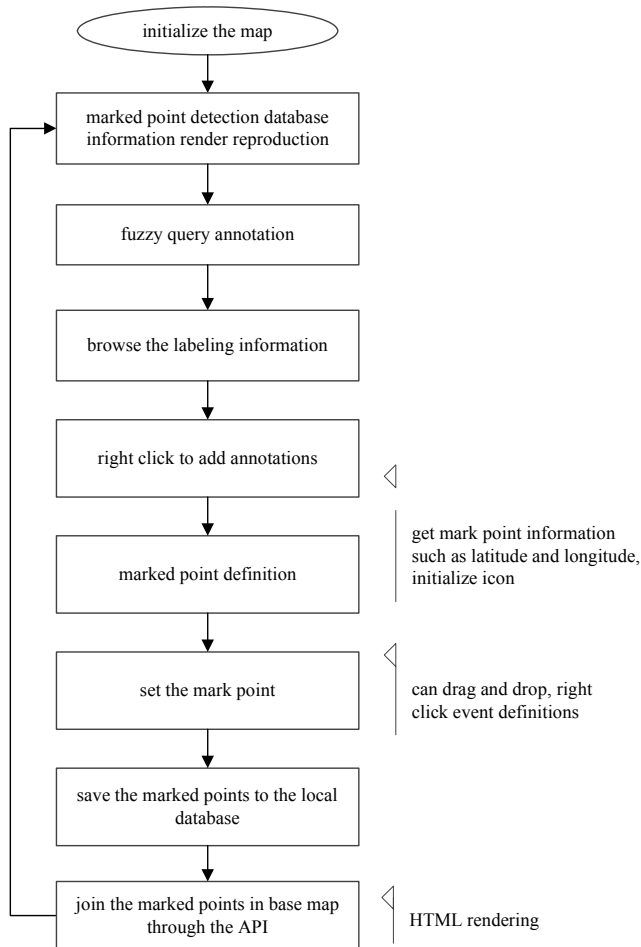 initialize the map
marked point detection database
information render reproduction
fuzzy query annotation
browse the labeling information
right click to add annotations
get mark point information
such as latitude and longitude,
initialize icon
marked point definition
set the mark point
can drag and drop, right
click event definitions
save the marked points to the local
database
join the marked points in base map
through the API
HTML rendering